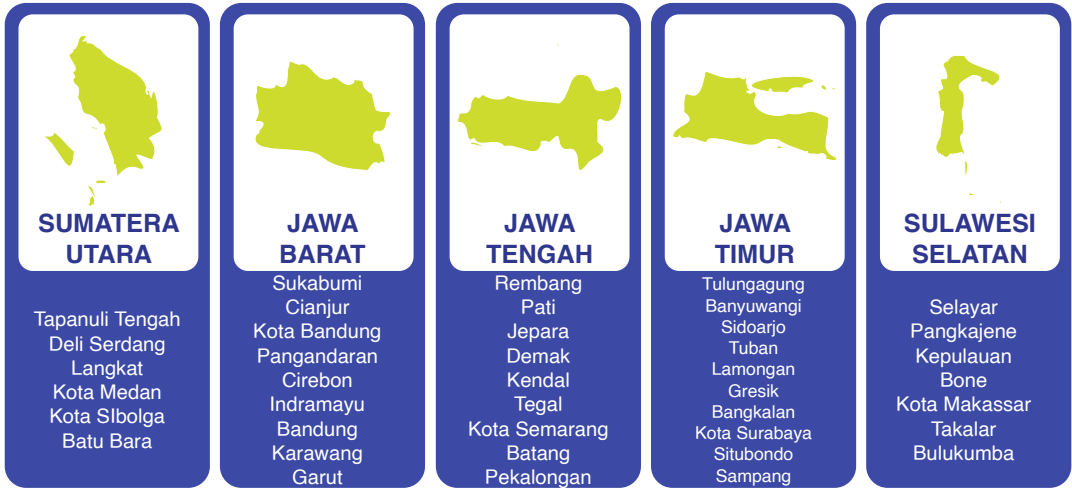 SUMATERA
UTARA
Tapanuli Tengah
Deli Serdang
Langkat
Kota Medan
Kota SIbolga
Batu Bara
JAWA
BARAT
Sukabumi
Cianjur
Kota Bandung
Pangandaran
Cirebon
Indramayu
Bandung
Karawang
Garut
JAWA
TENGAH
Rembang
Pati
Jepara
Demak
Kendal
Tegal
Kota Semarang
Batang
Pekalongan
JAWA
TIMUR
Tulungagung
Banyuwangi
Sidoarjo
Tuban
Lamongan
Gresik
Bangkalan
Kota Surabaya
Situbondo
Sampang
SULAWESI
SELATAN
Selayar
Pangkajene
Kepulauan
Bone
Kota Makassar
Takalar
Bulukumba